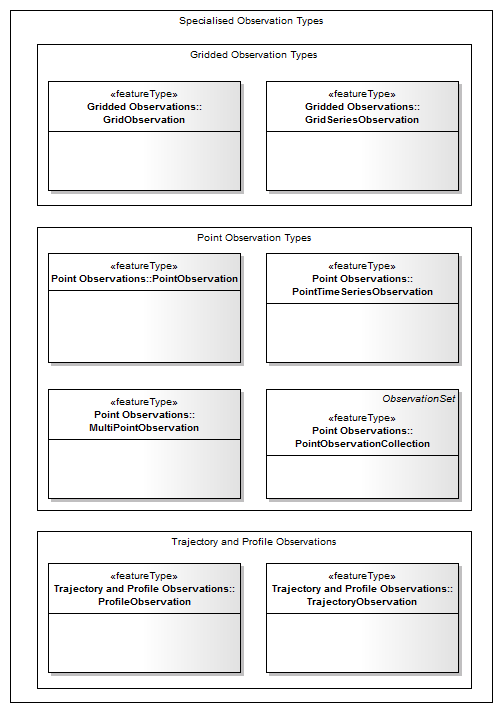 Specialised Observation Types
Gridded Observation Types
«featureType»
Gridded Observations::
GridObservation
«featureType»
Gridded Observations::
GridSeriesObservation
Point Observation Types
«featureType»
Point Observations::PointObservation
«featureType»
Point Observations::
PointTimeSeriesObservation
«featureType»
Point Observations::
MultiPointObservation
ObservationSet
«featureType»
Point Observations::
PointObservationCollection
Trajectory and Profile Observations
«featureType»
Trajectory and Profile Observations::
ProfileObservation
«featureType»
Trajectory and Profile Observations::
TrajectoryObservation